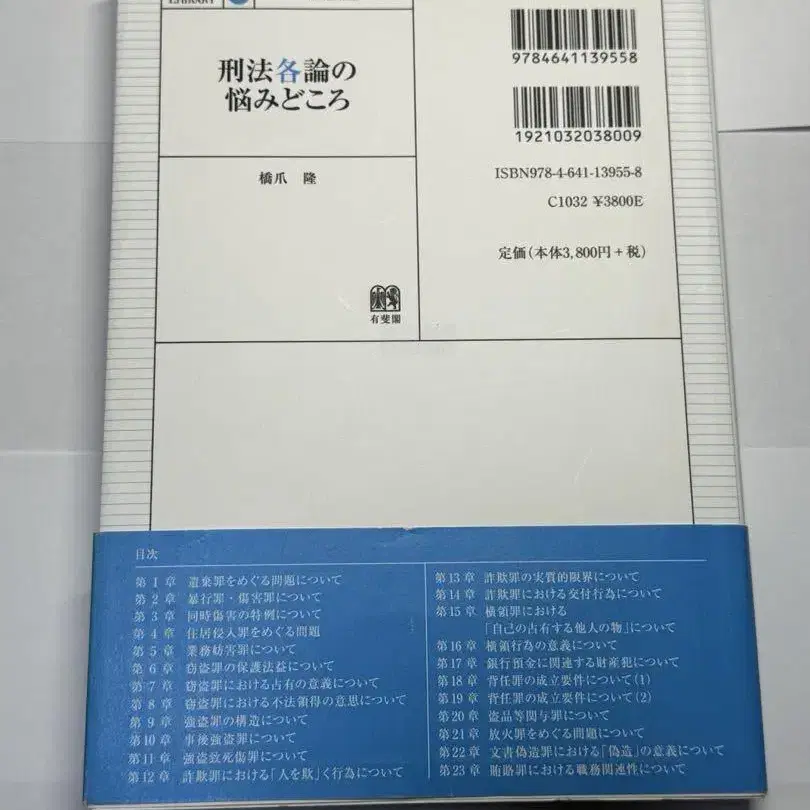 LIBRARY
刑法各論の
悩みどころ
橋爪 隆
有斐閣
9784641139558
1921032038009
ISBN978-4-641-13955-8
C1032 ¥3800E
定価(本体3,800円+税)
目次
第 1 章 遺棄罪をめぐる問題について
第 2 章 暴行罪・傷害罪について
第 3 章 同時傷害の特例について
第 4 章 住居侵入罪をめぐる問題
第 5 章 業務妨害罪について
第 6 章 窃盗罪の保護法益について
第 7 章 窃盗罪における占有の意義について
第 8 章 窃盗罪における不法領得の意思について
第 9 章 強盗罪の構造について
第10章 事後強盗罪について
第11章 強盗致死傷罪について
第12章 詐欺罪における「人を欺」く行為について
第13章 詐欺罪の実質的限界について
第14章 詐欺罪における交付行為について
第15章 横領罪における
「自己の占有する他人の物」について
第16章 横領行為の意義について
第17章 銀行預金に関連する財産犯について
第18章 背任罪の成立要件について(1)
第19章 背任罪の成立要件について(2)
第20章 盗品等関与罪について
第21章 放火罪をめぐる問題について
第22章 文書偽造罪における「偽造」の意義について
第23章 賄賂罪における職務関連性について